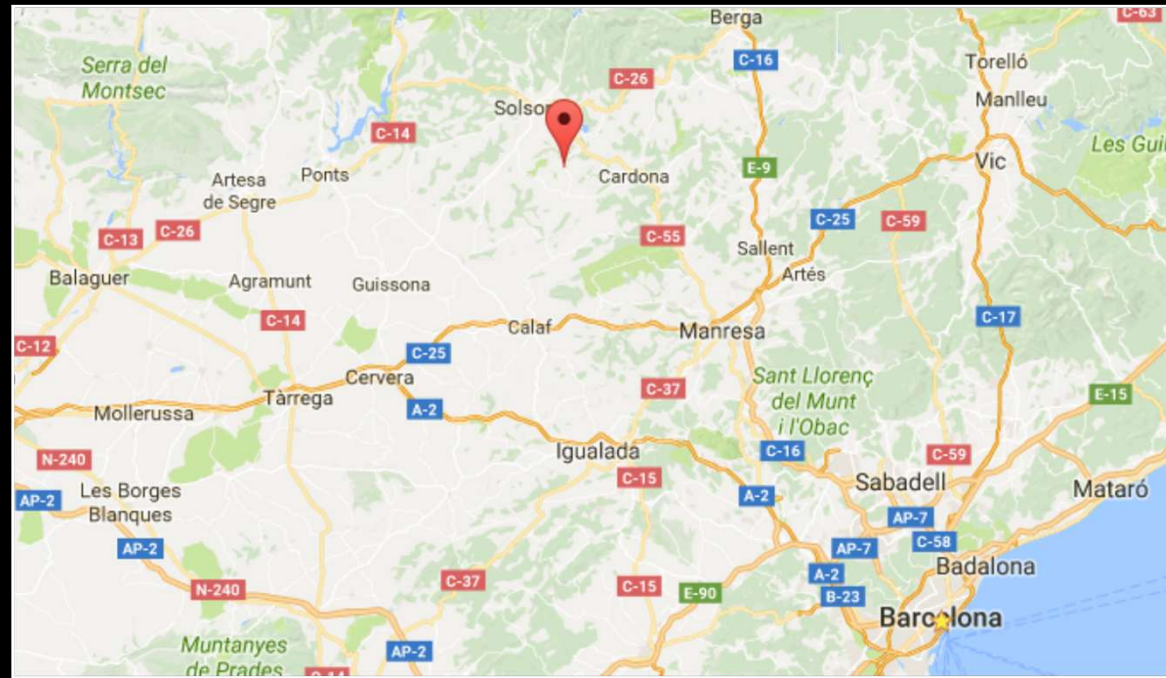 Berga
C-63
C-16
Torelló
Serra del
Montsec
C-26
Manlleu
Solson
C-14
Vic
Les Gui
E-9
Ponts
Cardona
Artesa
de Segre
C-25
C-59
C-13
C-26
C-55
Sallent
Artés
Balaguer
Agramunt
Guissona
C-14
C-17
Calaf
Manresa
C-12
C-25
Cervera
Sant Llorenç
del Munt
i l'Obac
C-37
E-15
Tàrrega
Mollerussa
A-2
Igualada
C-16
C-59
N-240
C-15
Sabadell
Mataró
Les Borges
Blanques
AP-2
A-2
AP-7
C-58
AP-2
AP-7
Badalona
A-2
C-37
C-15
E-90
B-23
N-240
Barcelona
Muntanyes
de Prades
AP-2
C-14